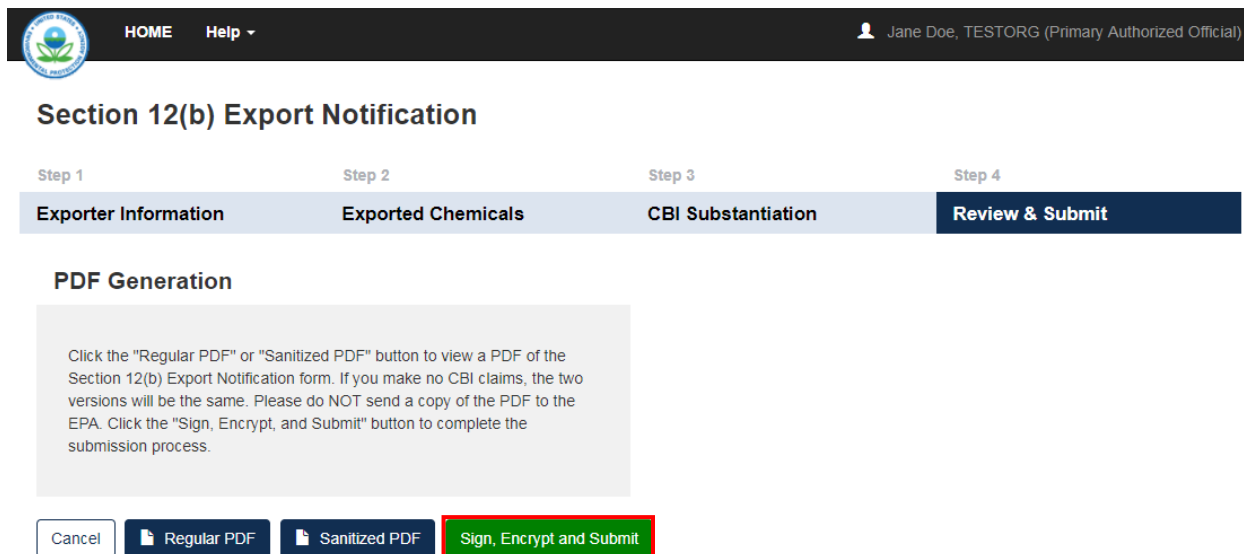 HOME Help
Jane Doe, TESTORG (Primary Authorized Official)
Section 12(b) Export Notification
Step 1 Step 2 Step 3 Step 4
Exporter Information Exported Chemicals CBI Substantiation Review & Submit
PDF Generation
Click the "Regular PDF" or "Sanitized PDF" button to view a PDF of the
Section 12(b) Export Notification form. If you make no CBI claims, the two
versions will be the same. Please do NOT send a copy of the PDF to the
EPA. Click the "Sign, Encrypt, and Submit" button to complete the
submission process.
Cancel Regular PDF Sanitized PDF Sign, Encrypt and Submit